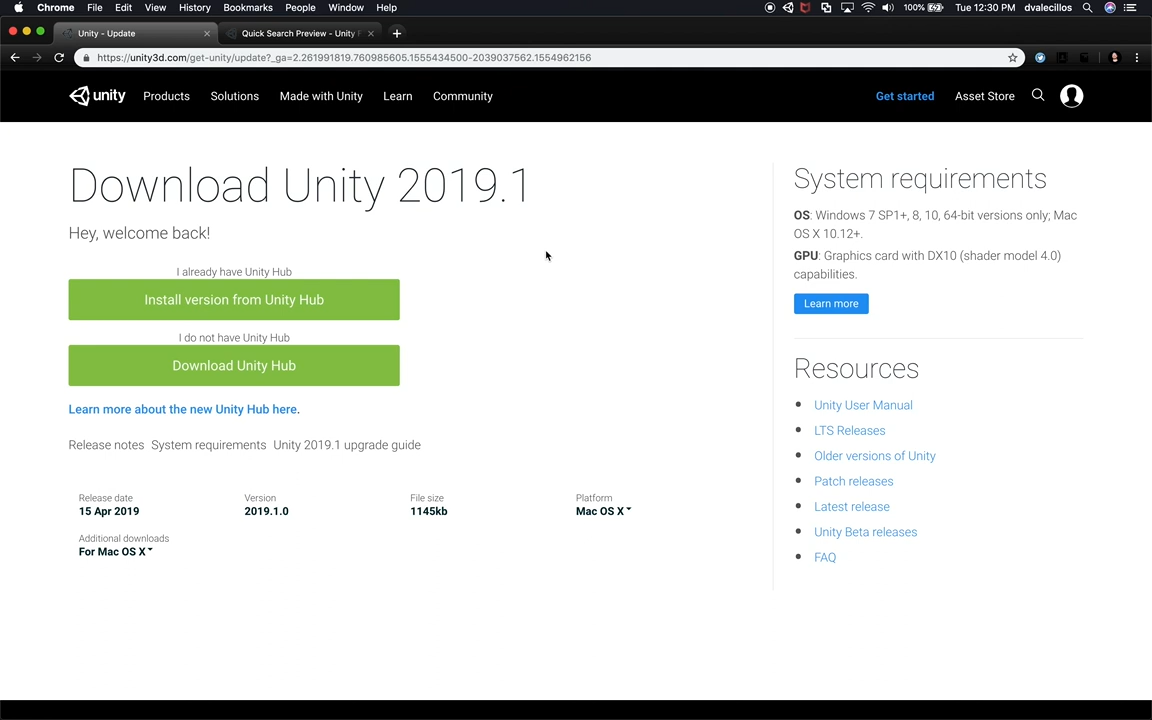 Chrome File Edit View History Bookmarks People Window Help
100% Tue 12:30 PM dvalecillos
Unity - Update
Quick Search Preview - Unity F
https://unity3d.com/get-unity/update?_ga=2.261991819.760985605.1555434500-2039037562.1554962156
unity Products Solutions Made with Unity Learn Community Get started Asset Store
Download Unity 2019.1
Hey, welcome back!
I already have Unity Hub
Install version from Unity Hub
I do not have Unity Hub
Download Unity Hub
Learn more about the new Unity Hub here.
Release notes System requirements Unity 2019.1 upgrade guide
Release date Version File size Platform
15 Apr 2019 2019.1.0 1145kb Mac OS X
Additional downloads
For Mac OS X
System requirements
OS: Windows 7 SP1+, 8, 10, 64-bit versions only; Mac
OS X 10.12+.
GPU: Graphics card with DX10 (shader model 4.0)
capabilities.
Learn more
Resources
Unity User Manual
LTS Releases
Older versions of Unity
Patch releases
Latest release
Unity Beta releases
FAQ